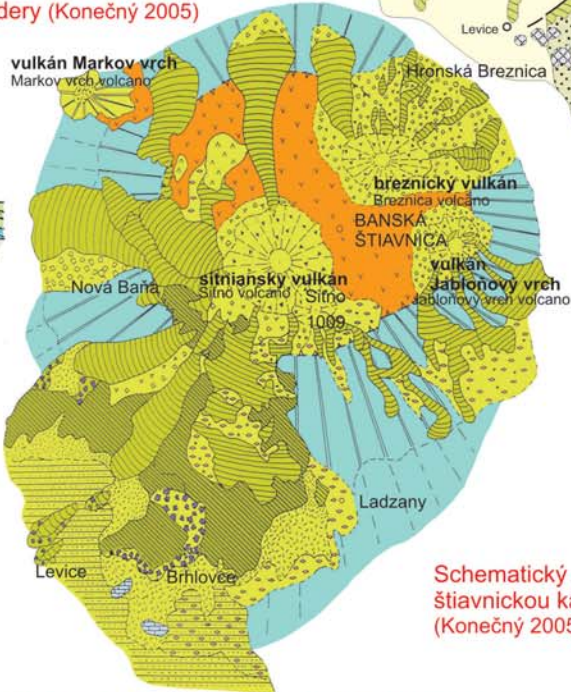 dery (Konečný 2005)
Levice
vulkán Markov vrch
Markov vrch volcano
Hronská Breznica
breznický vulkán
Breznica volcano
BANSKÁ
ŠTIAVNICA
vulkán
Jabloňový vrch
Jabloňový vrch volcano
sitniansky vulkán
Sitno volcano
Sitno
1009
Nová Baňa
Ladzany
Levice
Brhlovce
Schematický
štiavnickou ka
(Konečný 2005